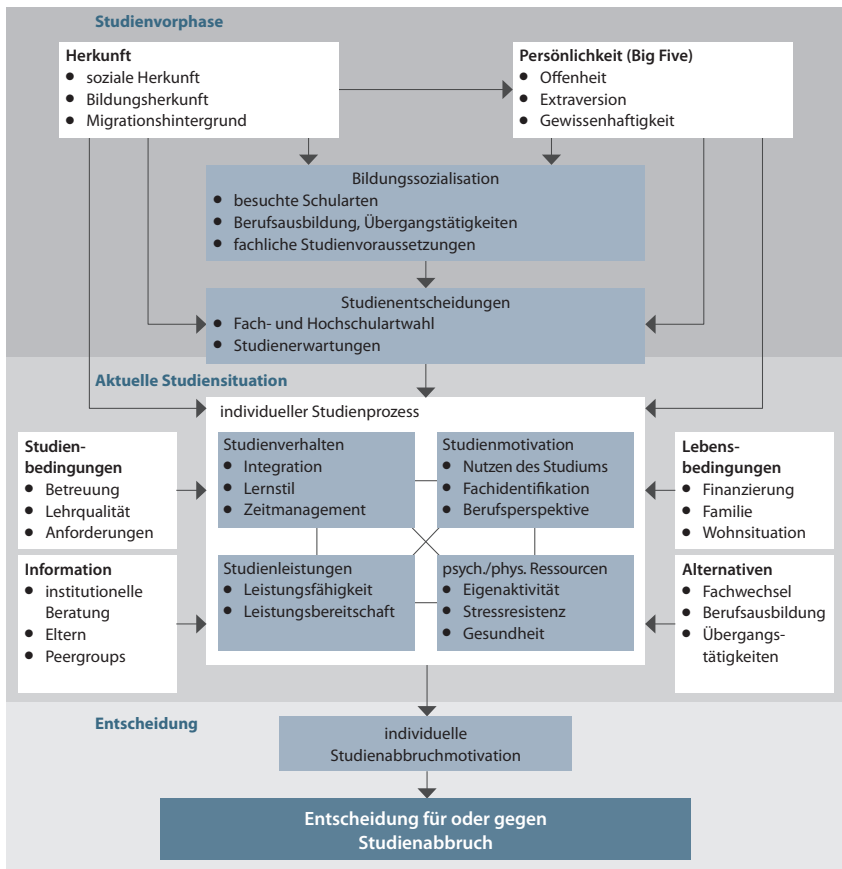 Studienvorphase
Herkunft
• soziale Herkunft
• Bildungsherkunft
• Migrationshintergrund
Persönlichkeit (Big Five)
• Offenheit
• Extraversion
• Gewissenhaftigkeit
Bildungssozialisation
• besuchte Schularten
• Berufsausbildung, Übergangstätigkeiten
• fachliche Studienvoraussetzungen
Studienentscheidungen
• Fach- und Hochschulartwahl
• Studienerwartungen
Aktuelle Studiensituation
individueller Studienprozess
Studienverhalten
• Integration
• Lernstil
• Zeitmanagement
Studienmotivation
• Nutzen des Studiums
• Fachidentifikation
• Berufsperspektive
Studienleistungen
• Leistungsfähigkeit
• Leistungsbereitschaft
psych./phys. Ressourcen
• Eigenaktivität
• Stressresistenz
• Gesundheit
Studien-
bedingungen
• Betreuung
• Lehrqualität
• Anforderungen
Information
• institutionelle
Beratung
• Eltern
• Peergroups
Lebens-
bedingungen
• Finanzierung
• Familie
• Wohnsituation
Alternativen
• Fachwechsel
• Berufsausbildung
• Übergangs-
tätigkeiten
Entscheidung
individuelle
Studienabbruchmotivation
Entscheidung für oder gegen
Studienabbruch